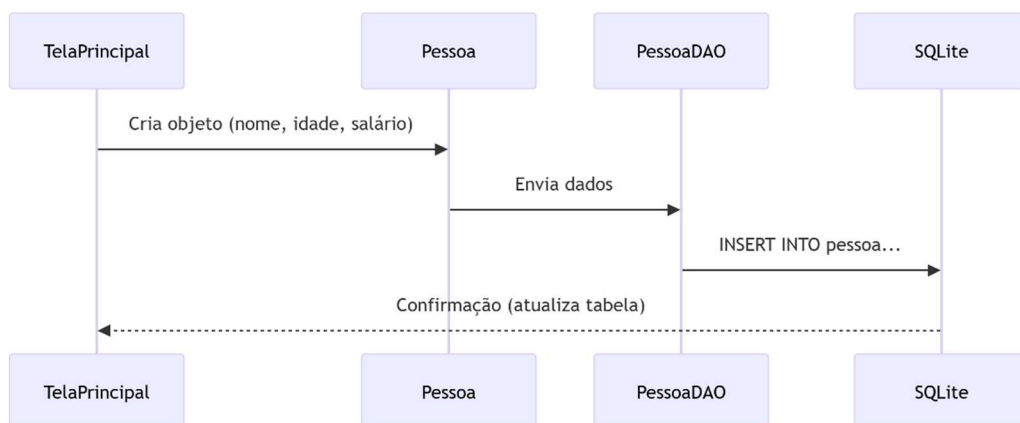 TelaPrincipal
Pessoa
PessoaDAO
SQLite
Cria objeto (nome, idade, salário)
Envia dados
INSERT INTO pessoa...
Confirmação (atualiza tabela)
TelaPrincipal
Pessoa
PessoaDAO
SQLite